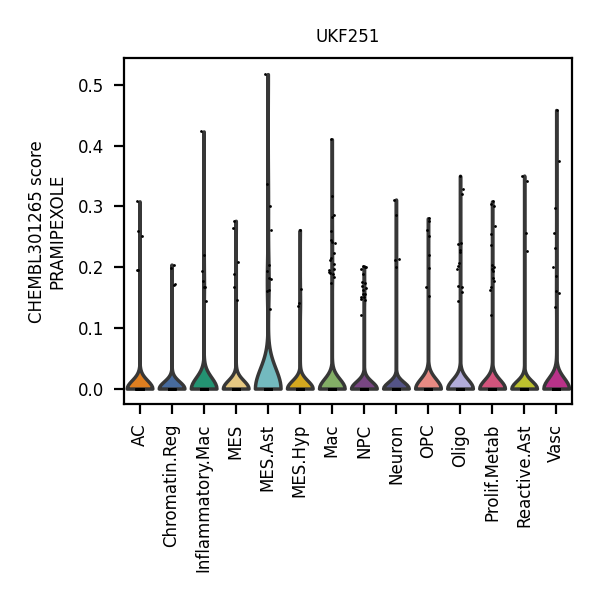 UKF251
CHEMBL301265 score
PRAMIPEXOLE
0.5
0.4
0.3
0.2
0.1
0.0
AC
Chromatin.Reg
Inflammatory.Mac
MES
MES.Ast
MES.Hyp
Mac
NPC
Neuron
OPC
Oligo
Prolif.Metab
Reactive.Ast
Vasc